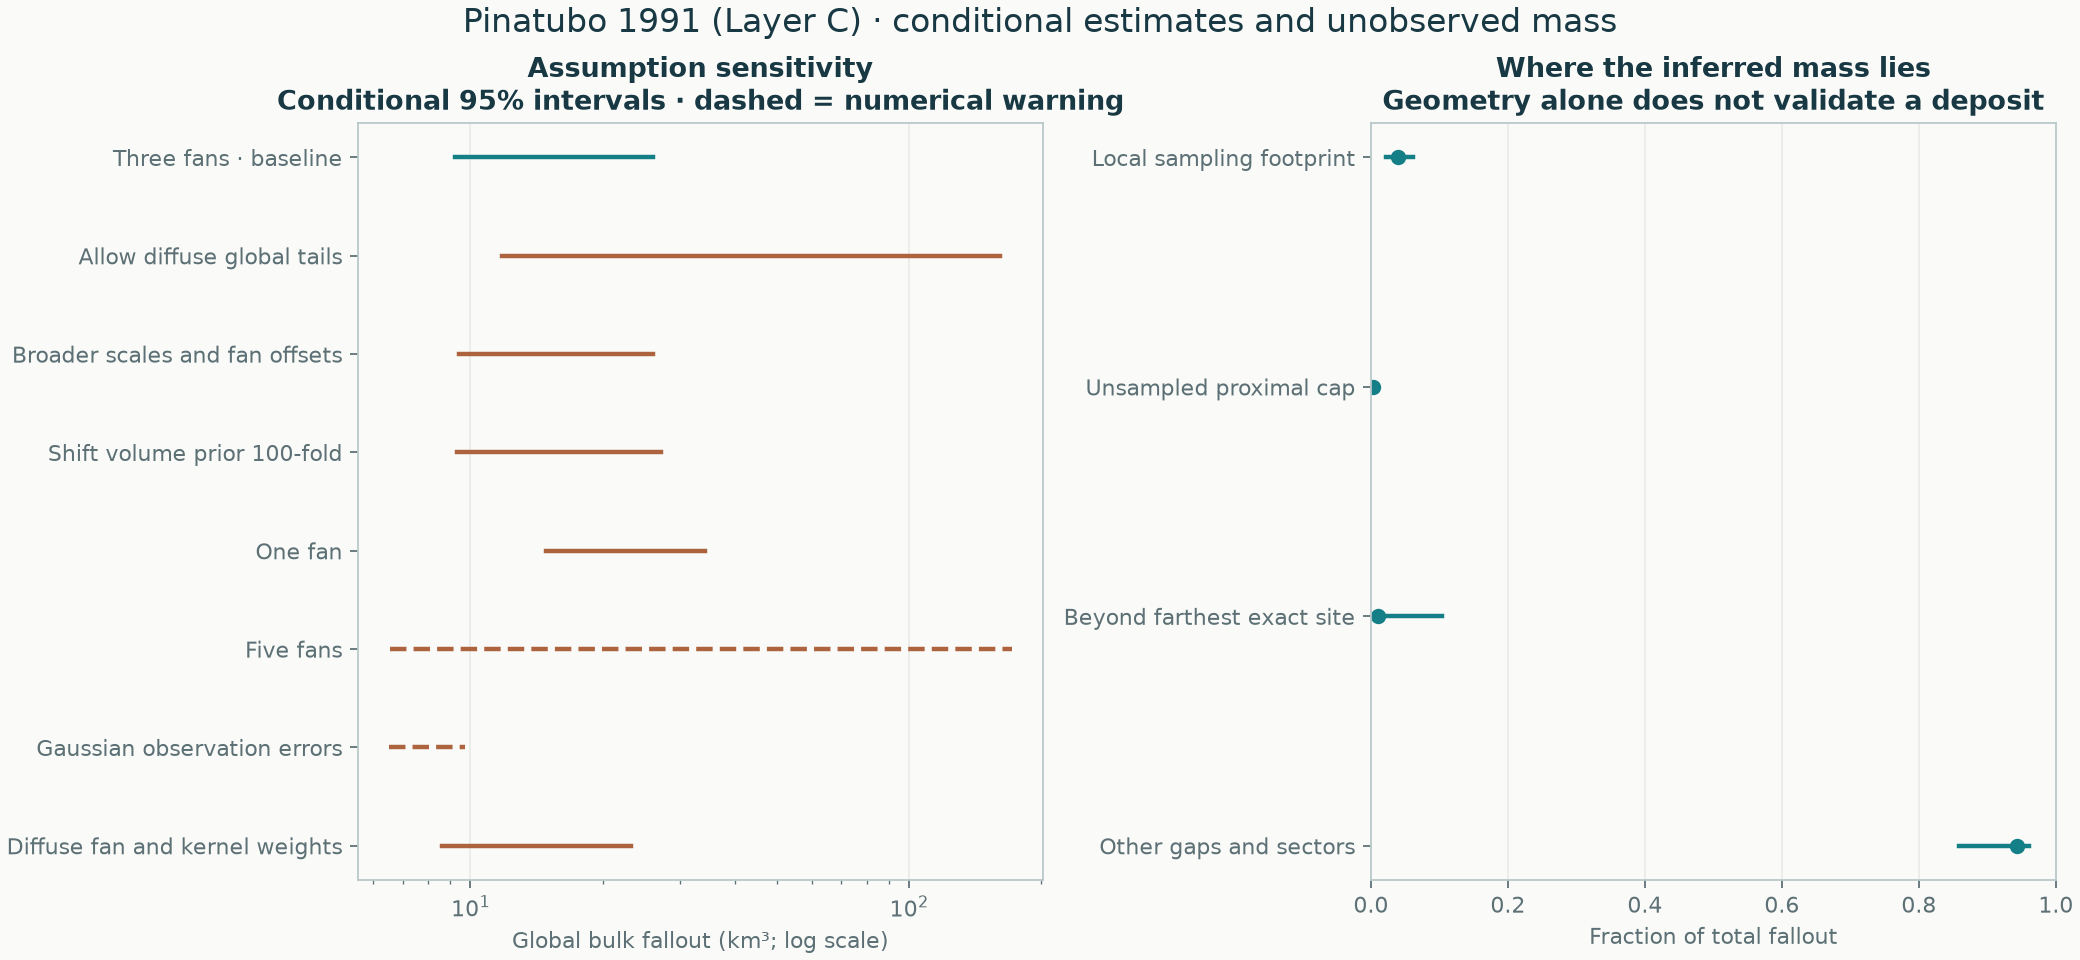 Pinatubo 1991 (Layer C) · conditional estimates and unobserved mass
Assumption sensitivity
Conditional 95% intervals · dashed = numerical warning
Three fans · baseline
Allow diffuse global tails
Broader scales and fan offsets
Shift volume prior 100-fold
One fan
Five fans
Gaussian observation errors
Diffuse fan and kernel weights
10¹
10²
Global bulk fallout (km³; log scale)
Where the inferred mass lies
Geometry alone does not validate a deposit
Local sampling footprint
Unsampled proximal cap
Beyond farthest exact site
Other gaps and sectors
0.0
0.2
0.4
0.6
0.8
1.0
Fraction of total fallout